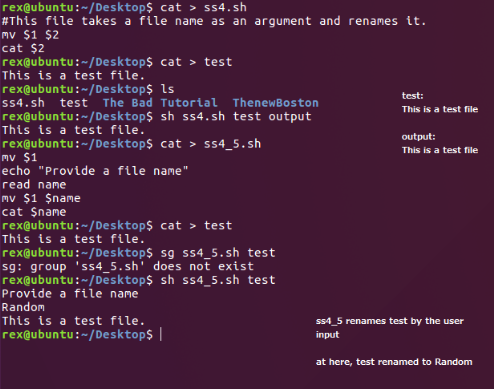 rex@ubuntu:~/Desktop$ cat > ss4.sh
#This file takes a file name as an argument and renames it.
mv $1 $2
cat $2
rex@ubuntu:~/Desktop$ cat > test
This is a test file.
rex@ubuntu:~/Desktop$ ls
ss4.sh  test  The Bad Tutorial  ThenewBoston
rex@ubuntu:~/Desktop$ sh ss4.sh test output
This is a test file.
rex@ubuntu:~/Desktop$ cat > ss4_5.sh
mv $1
echo "Provide a file name"
read name
mv $1 $name
cat $name
rex@ubuntu:~/Desktop$ cat > test
This is a test file.
rex@ubuntu:~/Desktop$ sg ss4_5.sh test
sg: group 'ss4_5.sh' does not exist
rex@ubuntu:~/Desktop$ sh ss4_5.sh test
Provide a file name
Random
This is a test file.
rex@ubuntu:~/Desktop$
test:
This is a test file
output:
This is a test file
ss4_5 renames test by the user
input
at here, test renamed to Random